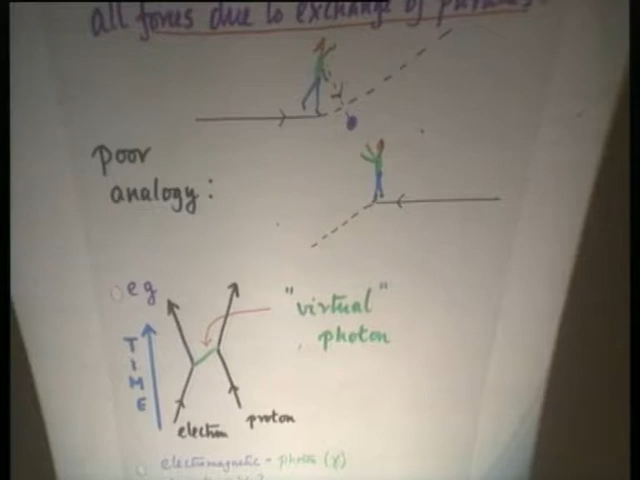 all forces due to exchange of
poor
analogy:
eg
"virtual"
photon
TIME
electron
proton
electromagnetic = photon (γ)